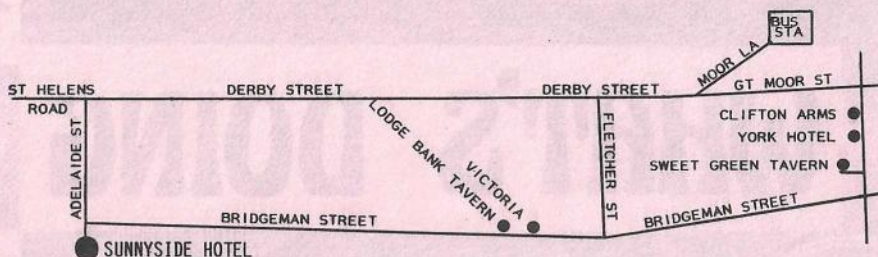 BUS
STA
MOOR LA
ST HELENS
ROAD
DERBY STREET
DERBY STREET
GT MOOR ST
ADELAIDE ST
LODGE BANK
TAVERN
VICTORIA
FLETCHER ST
CLIFTON ARMS
YORK HOTEL
SWEET GREEN TAVERN
BRIDGEMAN STREET
BRIDGEMAN STREET
SUNNYSIDE HOTEL
DOING